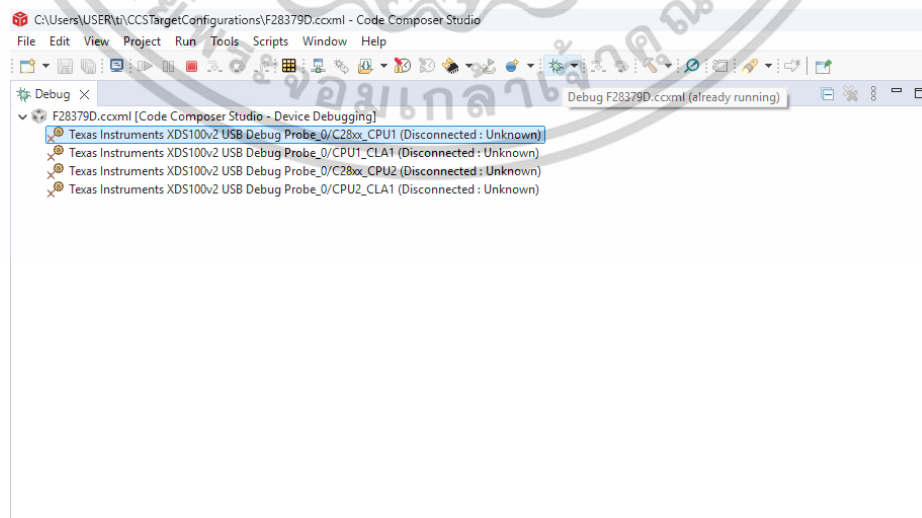 C:\Users\USER\ti\CCSTargetConfigurations\F28379D.ccxml - Code Composer Studio
File Edit View Project Run Tools Scripts Window Help
Debug
Debug F28379D.ccxml (already running)
F28379D.ccxml [Code Composer Studio - Device Debugging]
Texas Instruments XDS100v2 USB Debug Probe_0/C28xx_CPU1 (Disconnected : Unknown)
Texas Instruments XDS100v2 USB Debug Probe_0/CPU1_CLA1 (Disconnected : Unknown)
Texas Instruments XDS100v2 USB Debug Probe_0/C28xx_CPU2 (Disconnected : Unknown)
Texas Instruments XDS100v2 USB Debug Probe_0/CPU2_CLA1 (Disconnected : Unknown)